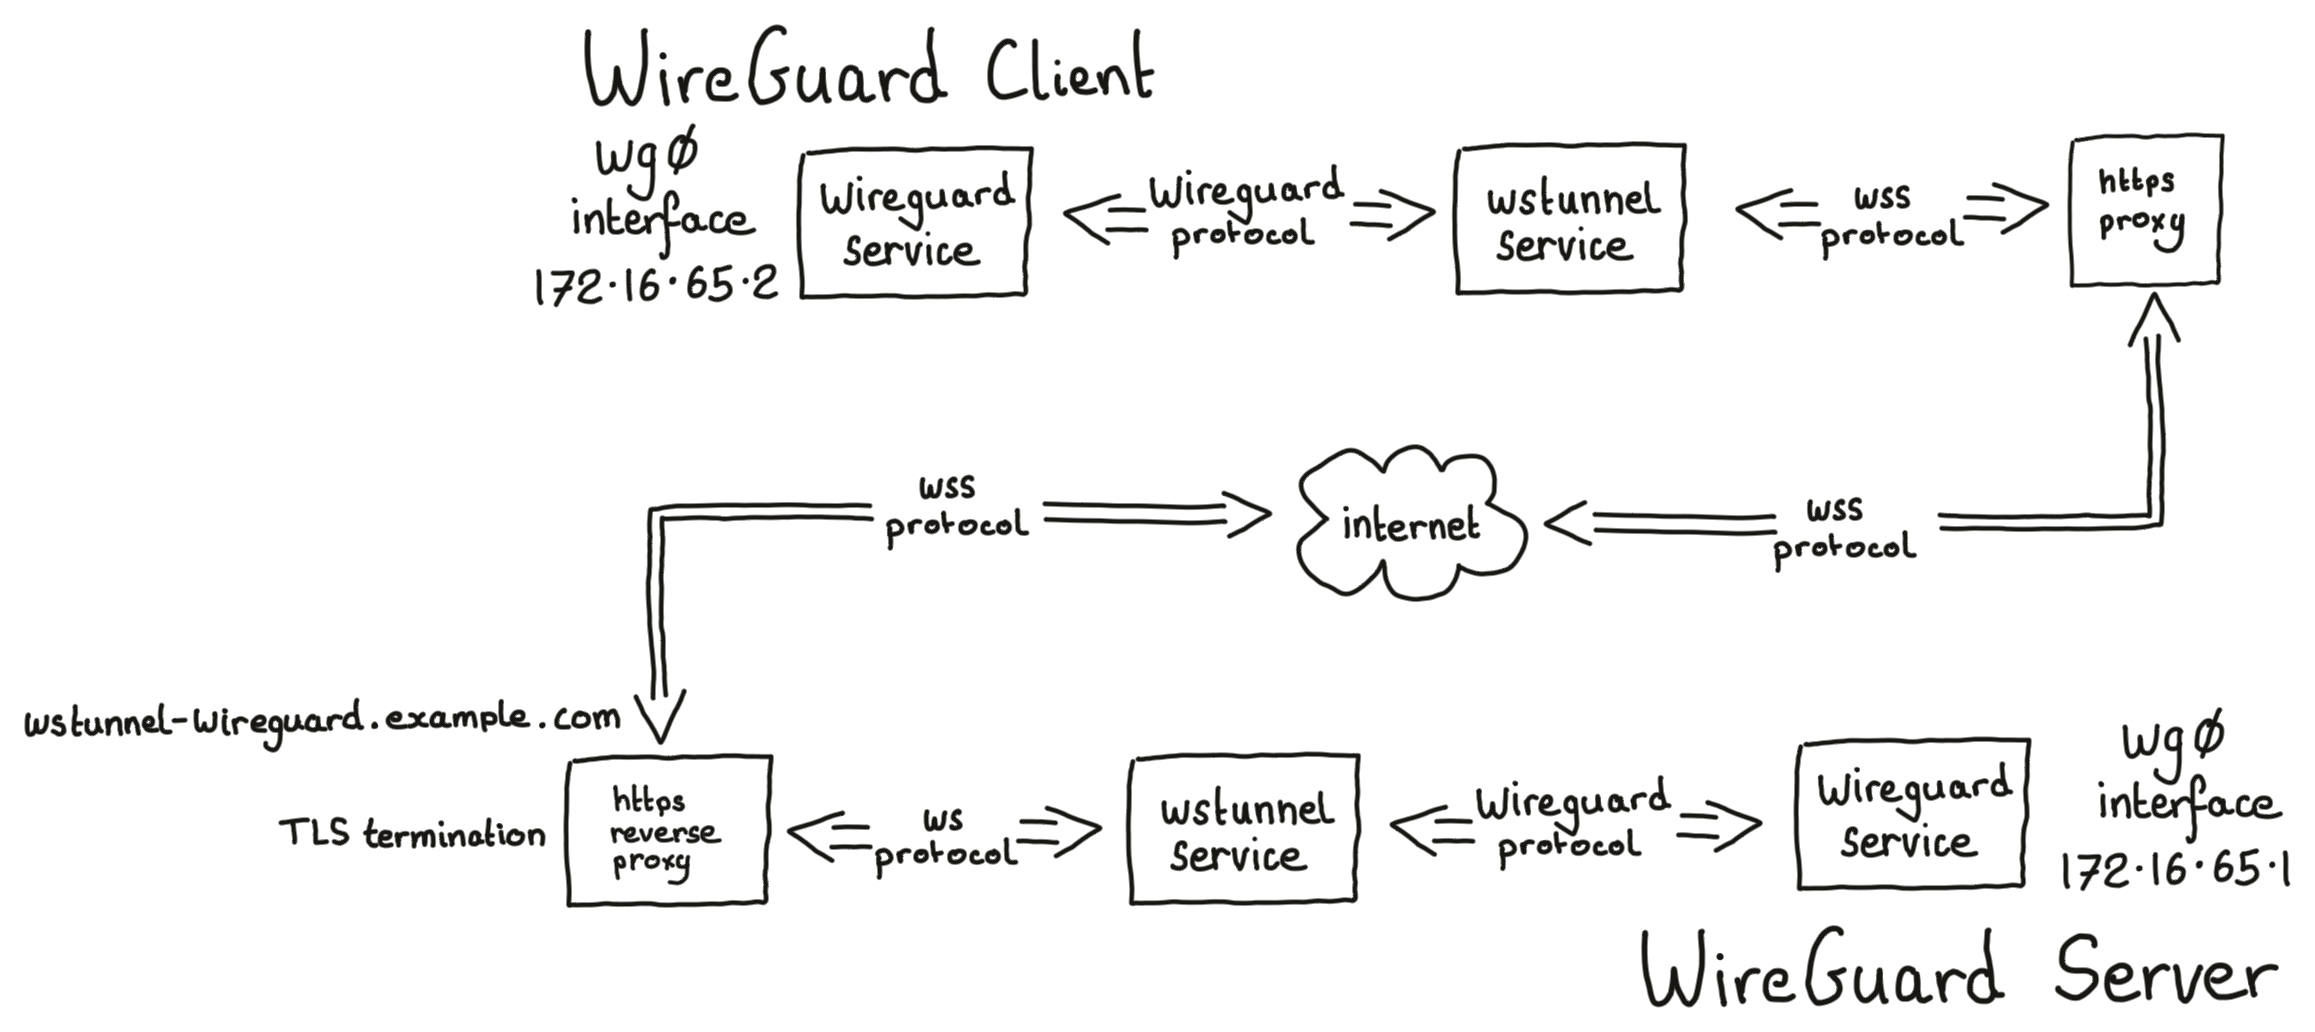 WireGuard Client
wg0
interface
172.16.65.2
Wireguard
service
Wireguard
protocol
wstunnel
service
wss
protocol
https
proxy
wss
protocol
internet
wss
protocol
wstunnel-wireguard.example.com
TLS termination
https
reverse
proxy
ws
protocol
wstunnel
service
Wireguard
protocol
Wireguard
service
wg0
interface
172.16.65.1
WireGuard Server